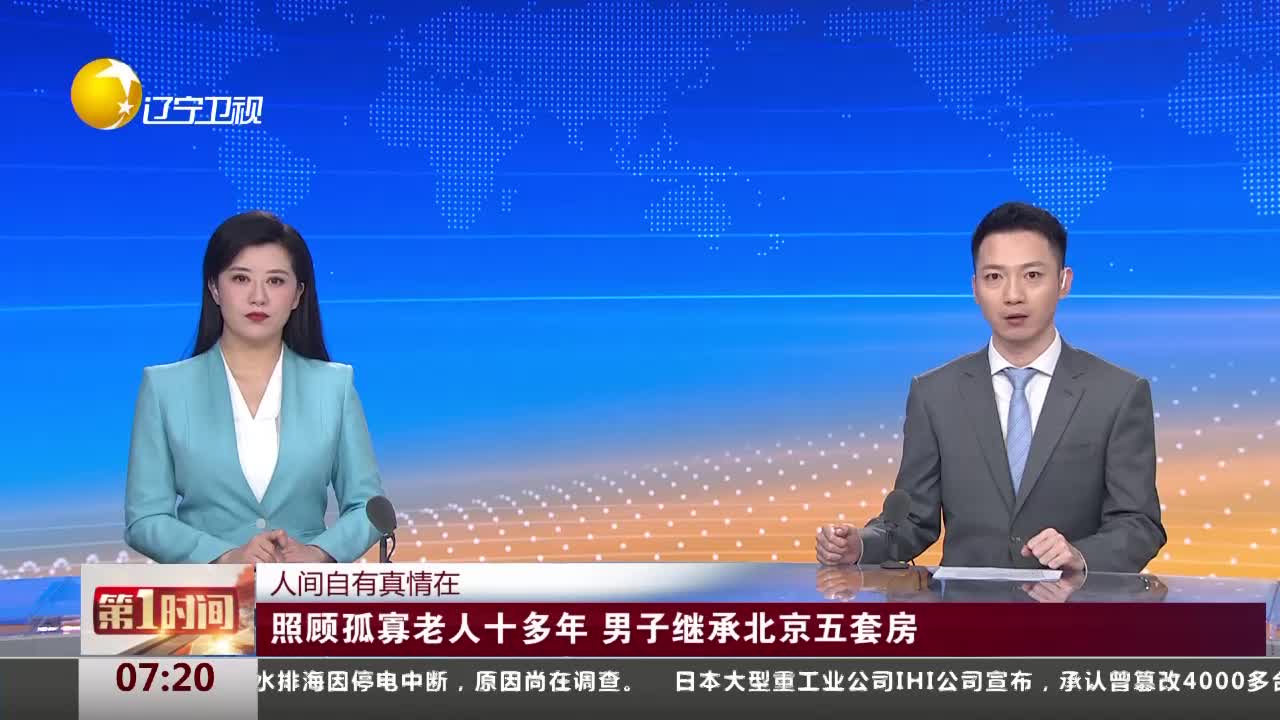 辽宁卫视
人间自有真情在
第1时间
照顾孤寡老人十多年 男子继承北京五套房
07:20
水排海因停电中断，原因尚在调查。 日本大型重工业公司IHI公司宣布，承认曾篡改4000多台